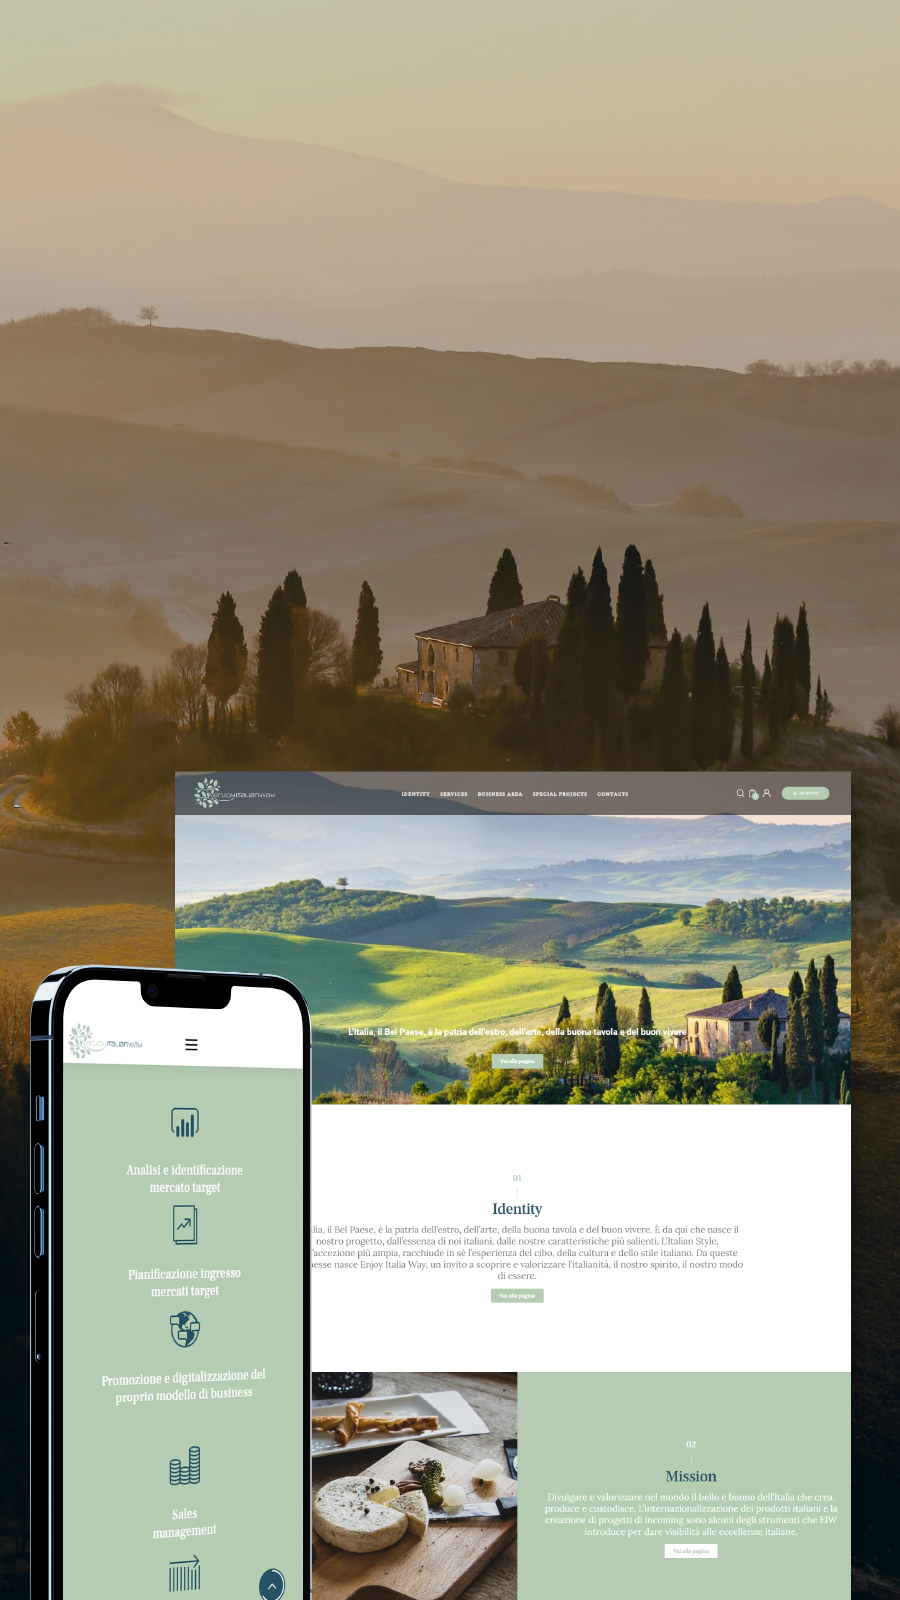 enjoyitalianway
IDENTITY SERVICES BUSINESS AREA SPECIAL PROJECTS CONTACTS
L'Italia, il Bel Paese, è la patria dell'estro, dell'arte, della buona tavola e del buon vivere
Vai alla pagina
01
Identity
lia, il Bel Paese, è la patria dell'estro, dell'arte, della buona tavola e del buon vivere. È da qui che nasce il
nostro progetto, dall'essenza di noi italiani, dalle nostre caratteristiche più salienti. L'Italian Style,
'accezione più ampia, racchiude in sé l'esperienza del cibo, della cultura e dello stile italiano. Da queste
messe nasce Enjoy Italia Way, un invito a scoprire e valorizzare l'italianità, il nostro spirito, il nostro modo
di essere.
Vai alla pagina
02
Mission
Divulgare e valorizzare nel mondo il bello e buono dell'Italia che crea,
produce e custodisce. L'internazionalizzazione dei prodotti italiani e la
creazione di progetti di incoming sono alcuni degli strumenti che EIW
introduce per dare visibilità alle eccellenze italiane.
Vai alla pagina
enjoyitalianway
Analisi e identificazione
mercato target
Pianificazione ingresso
mercati target
Promozione e digitalizzazione del
proprio modello di business
Sales
management